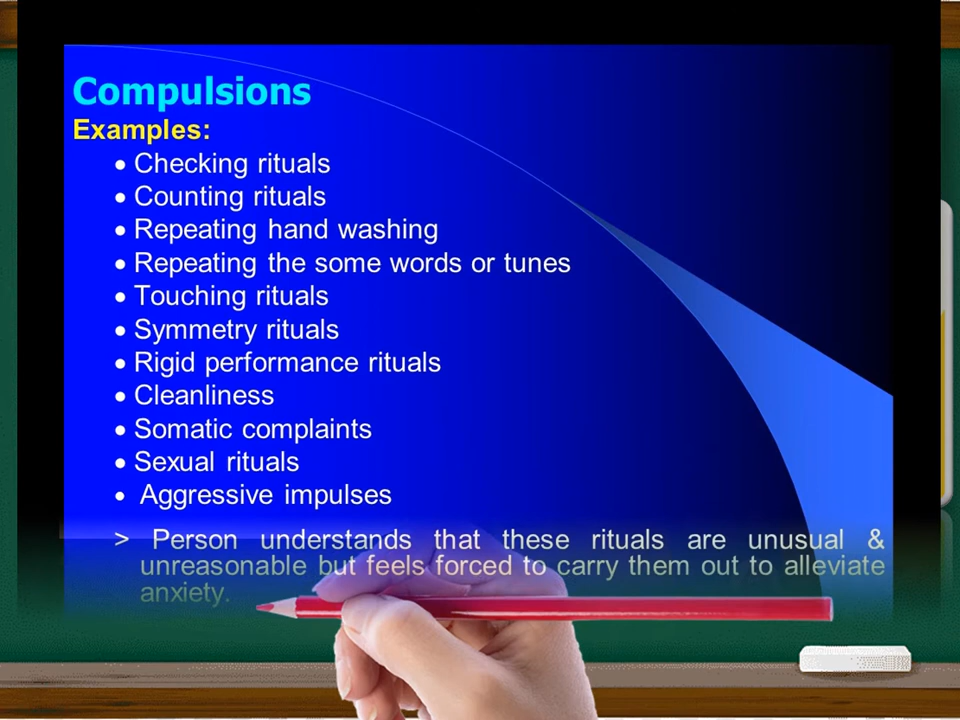 Compulsions
Examples:
• Checking rituals
• Counting rituals
• Repeating hand washing
• Repeating the some words or tunes
• Touching rituals
• Symmetry rituals
• Rigid performance rituals
• Cleanliness
• Somatic complaints
• Sexual rituals
• Aggressive impulses
> Person understands that these rituals are unusual &
unreasonable but feels forced to carry them out to alleviate
anxiety.